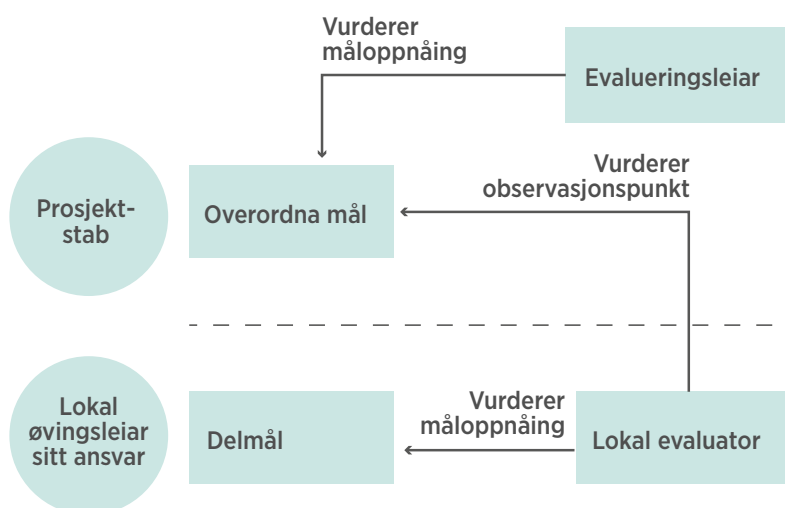 Vurderer
måloppnåing
Evalueringsleiar
Vurderer
observasjonspunkt
Prosjekt-
stab
Overordna mål
Lokal
øvingsleiar
sitt ansvar
Delmål
Vurderer
måloppnåing
Lokal evaluator